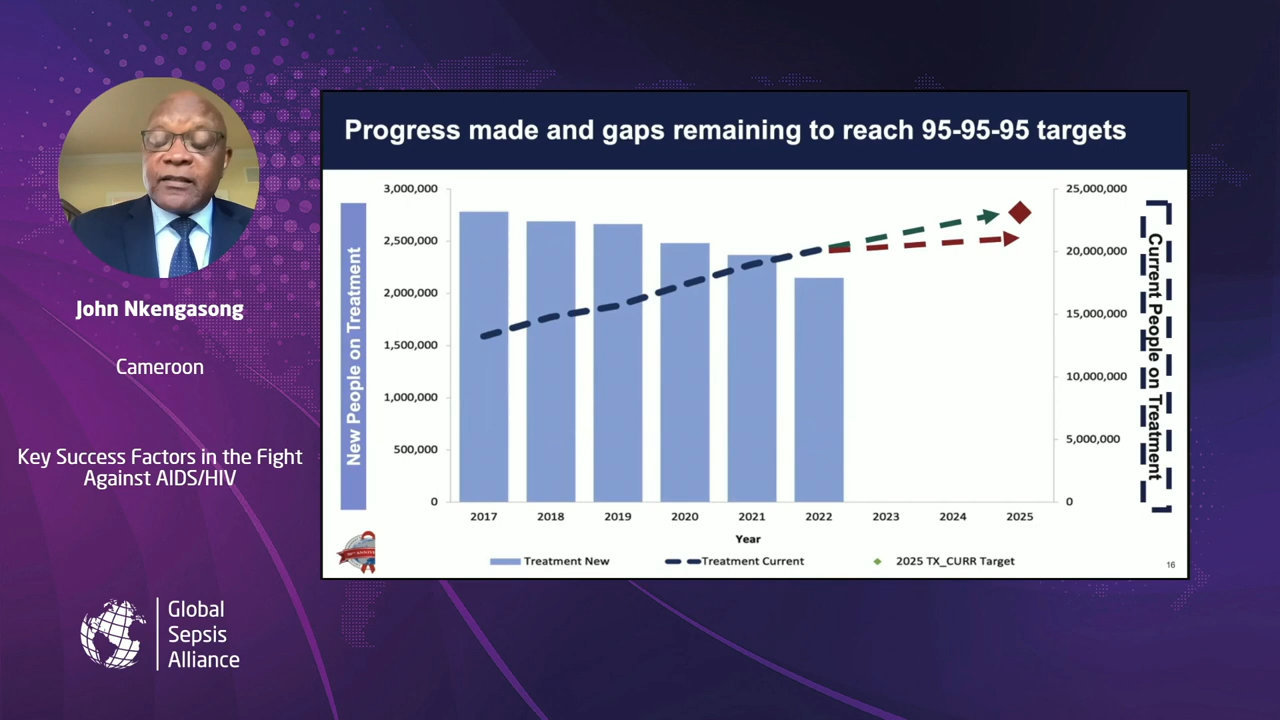 Progress made and gaps remaining to reach 95-95-95 targets
New People on Treatment
3,000,000
2,500,000
2,000,000
1,500,000
1,000,000
500,000
0
25,000,000
20,000,000
15,000,000
10,000,000
5,000,000
0
Current People on Treatment
2017 2018 2019 2020 2021 2022 2023 2024 2025
Year
Treatment New
Treatment Current
2025 TX_CURR Target
16
John Nkengasong
Cameroon
Key Success Factors in the Fight
Against AIDS/HIV
Global
Sepsis
Alliance